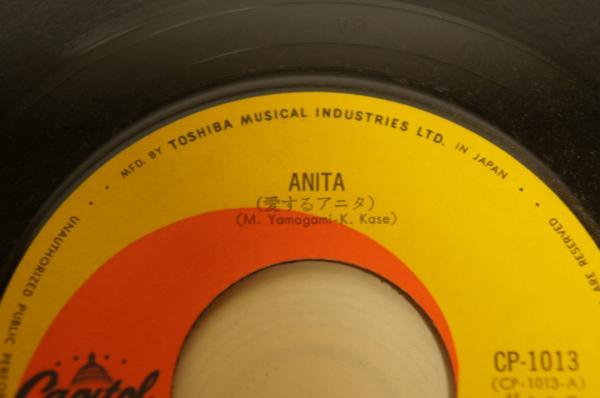 MFD. BY TOSHIBA MUSICAL INDUSTRIES LTD. IN JAPAN
ANITA
(愛するアニタ)
(M. Yamagami-K. Kase)
UNAUTHORIZED PUBLIC
ARE RESERVED
Capitol
CP-1013
(CP-1013-A)